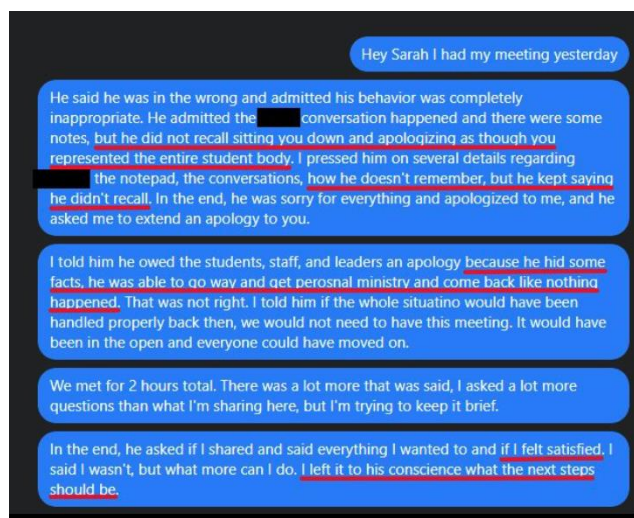 Hey Sarah I had my meeting yesterday
He said he was in the wrong and admitted his behavior was completely
inappropriate. He admitted the conversation happened and there were some
notes, but he did not recall sitting you down and apologizing as though you
represented the entire student body. I pressed him on several details regarding
the notepad, the conversations, how he doesn't remember, but he kept saying
he didn't recall. In the end, he was sorry for everything and apologized to me, and he
asked me to extend an apology to you.
I told him he owed the students, staff, and leaders an apology because he hid some
facts, he was able to go way and get perosnal ministry and come back like nothing
happened. That was not right. I told him if the whole situatino would have been
handled properly back then, we would not need to have this meeting. It would have
been in the open and everyone could have moved on.
We met for 2 hours total. There was a lot more that was said, I asked a lot more
questions than what I'm sharing here, but I'm trying to keep it brief.
In the end, he asked if I shared and said everything I wanted to and if I felt satisfied. I
said I wasn't, but what more can I do. I left it to his conscience what the next steps
should be.